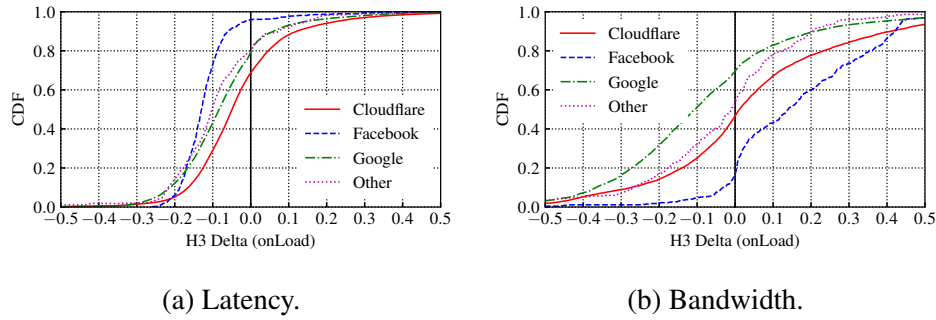 1.0
0.8
0.6
0.4
0.2
0.0
CDF
Cloudflare
Facebook
Google
Other
−0.5 −0.4 −0.3 −0.2 −0.1 0.0 0.1 0.2 0.3 0.4 0.5
H3 Delta (onLoad)
(a) Latency.
1.0
0.8
0.6
0.4
0.2
0.0
CDF
Cloudflare
Facebook
Google
Other
−0.5 −0.4 −0.3 −0.2 −0.1 0.0 0.1 0.2 0.3 0.4 0.5
H3 Delta (onLoad)
(b) Bandwidth.